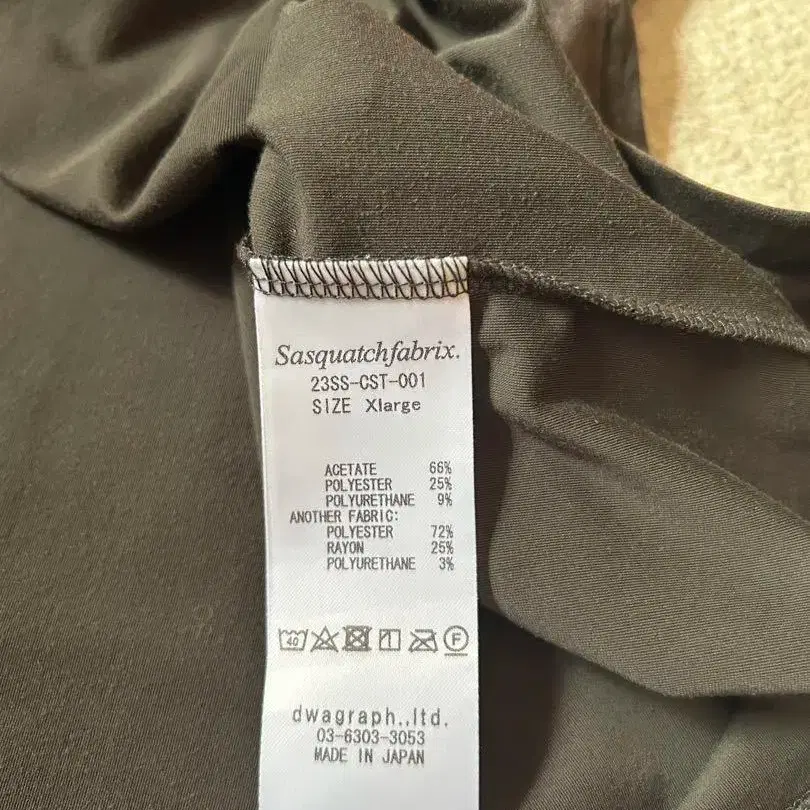 Sasquatchfabrix.
23SS-CST-001
SIZE Xlarge
ACETATE 66%
POLYESTER 25%
POLYURETHANE 9%
ANOTHER FABRIC:
POLYESTER 72%
RAYON 25%
POLYURETHANE 3%
40 F
dwagraph.,ltd.
03-6303-3053
MADE IN JAPAN